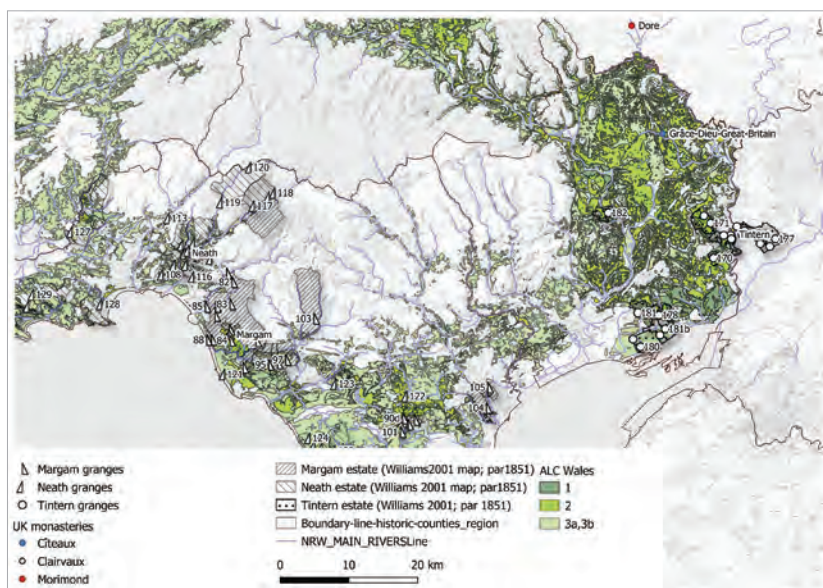 Dore
Grâce-Dieu-Great-Britain
120
118
119
117
113
127
Neath
182
171
Tintern
177
170
108
116
82
129
128
85
83
103
181
178
88
84
Margam
181b
180
95
97
121
123
122
105
104
90d
101
124
Margam granges
Neath granges
Tintern granges
UK monasteries
Cîteaux
Clairvaux
Morimond
Margam estate (Williams2001 map; par1851)
Neath estate (Williams 2001 map; par1851)
Tintern estate (Williams 2001; par 1851)
Boundary-line-historic-counties_region
NRW_MAIN_RIVERSLine
0 10 20 km
ALC Wales
1
2
3a,3b